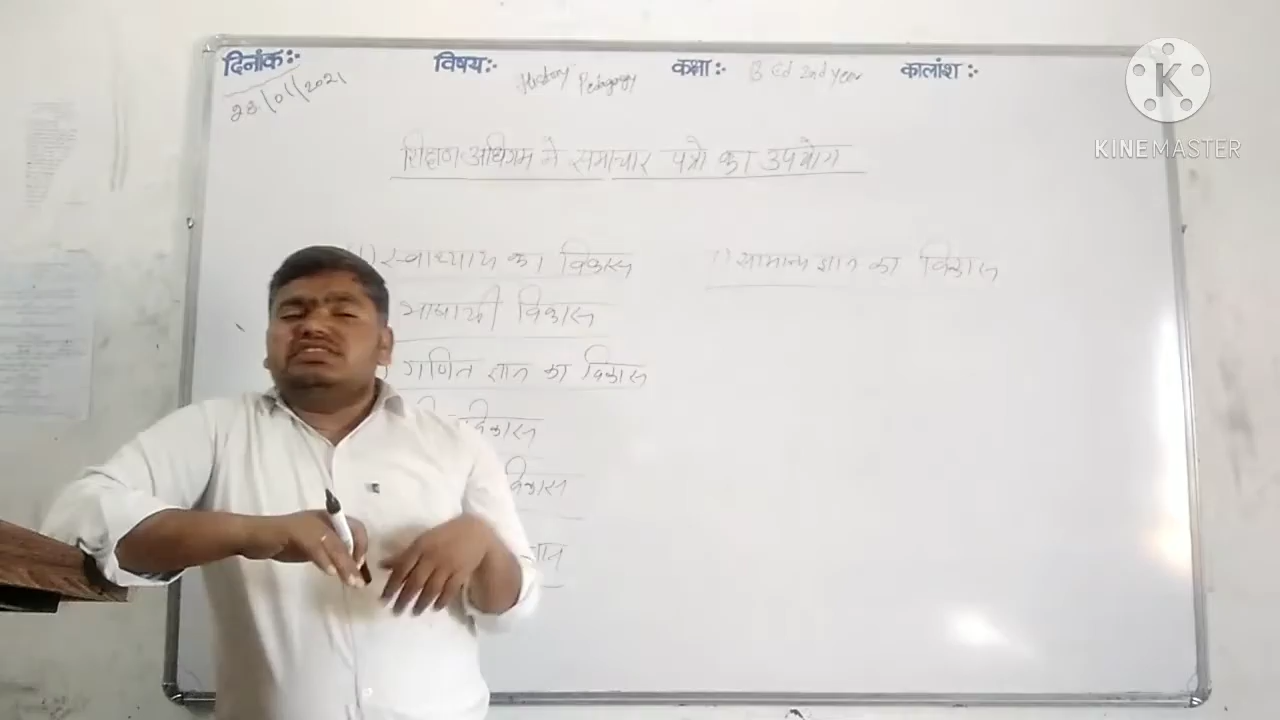 दिनांकः- विषयः- History Pedagogy कक्षाः- B Ed 2nd year कालांशः-
28/01/2021
शिक्षण अधिगम में समाचार पत्रो का उपयोग
1) स्वाध्याय का विकास
भाषायी विकास
गणित ज्ञान का विकास
विकास
विकास
ज्ञान
7) सामान्य ज्ञान का विकास
K
KINEMASTER